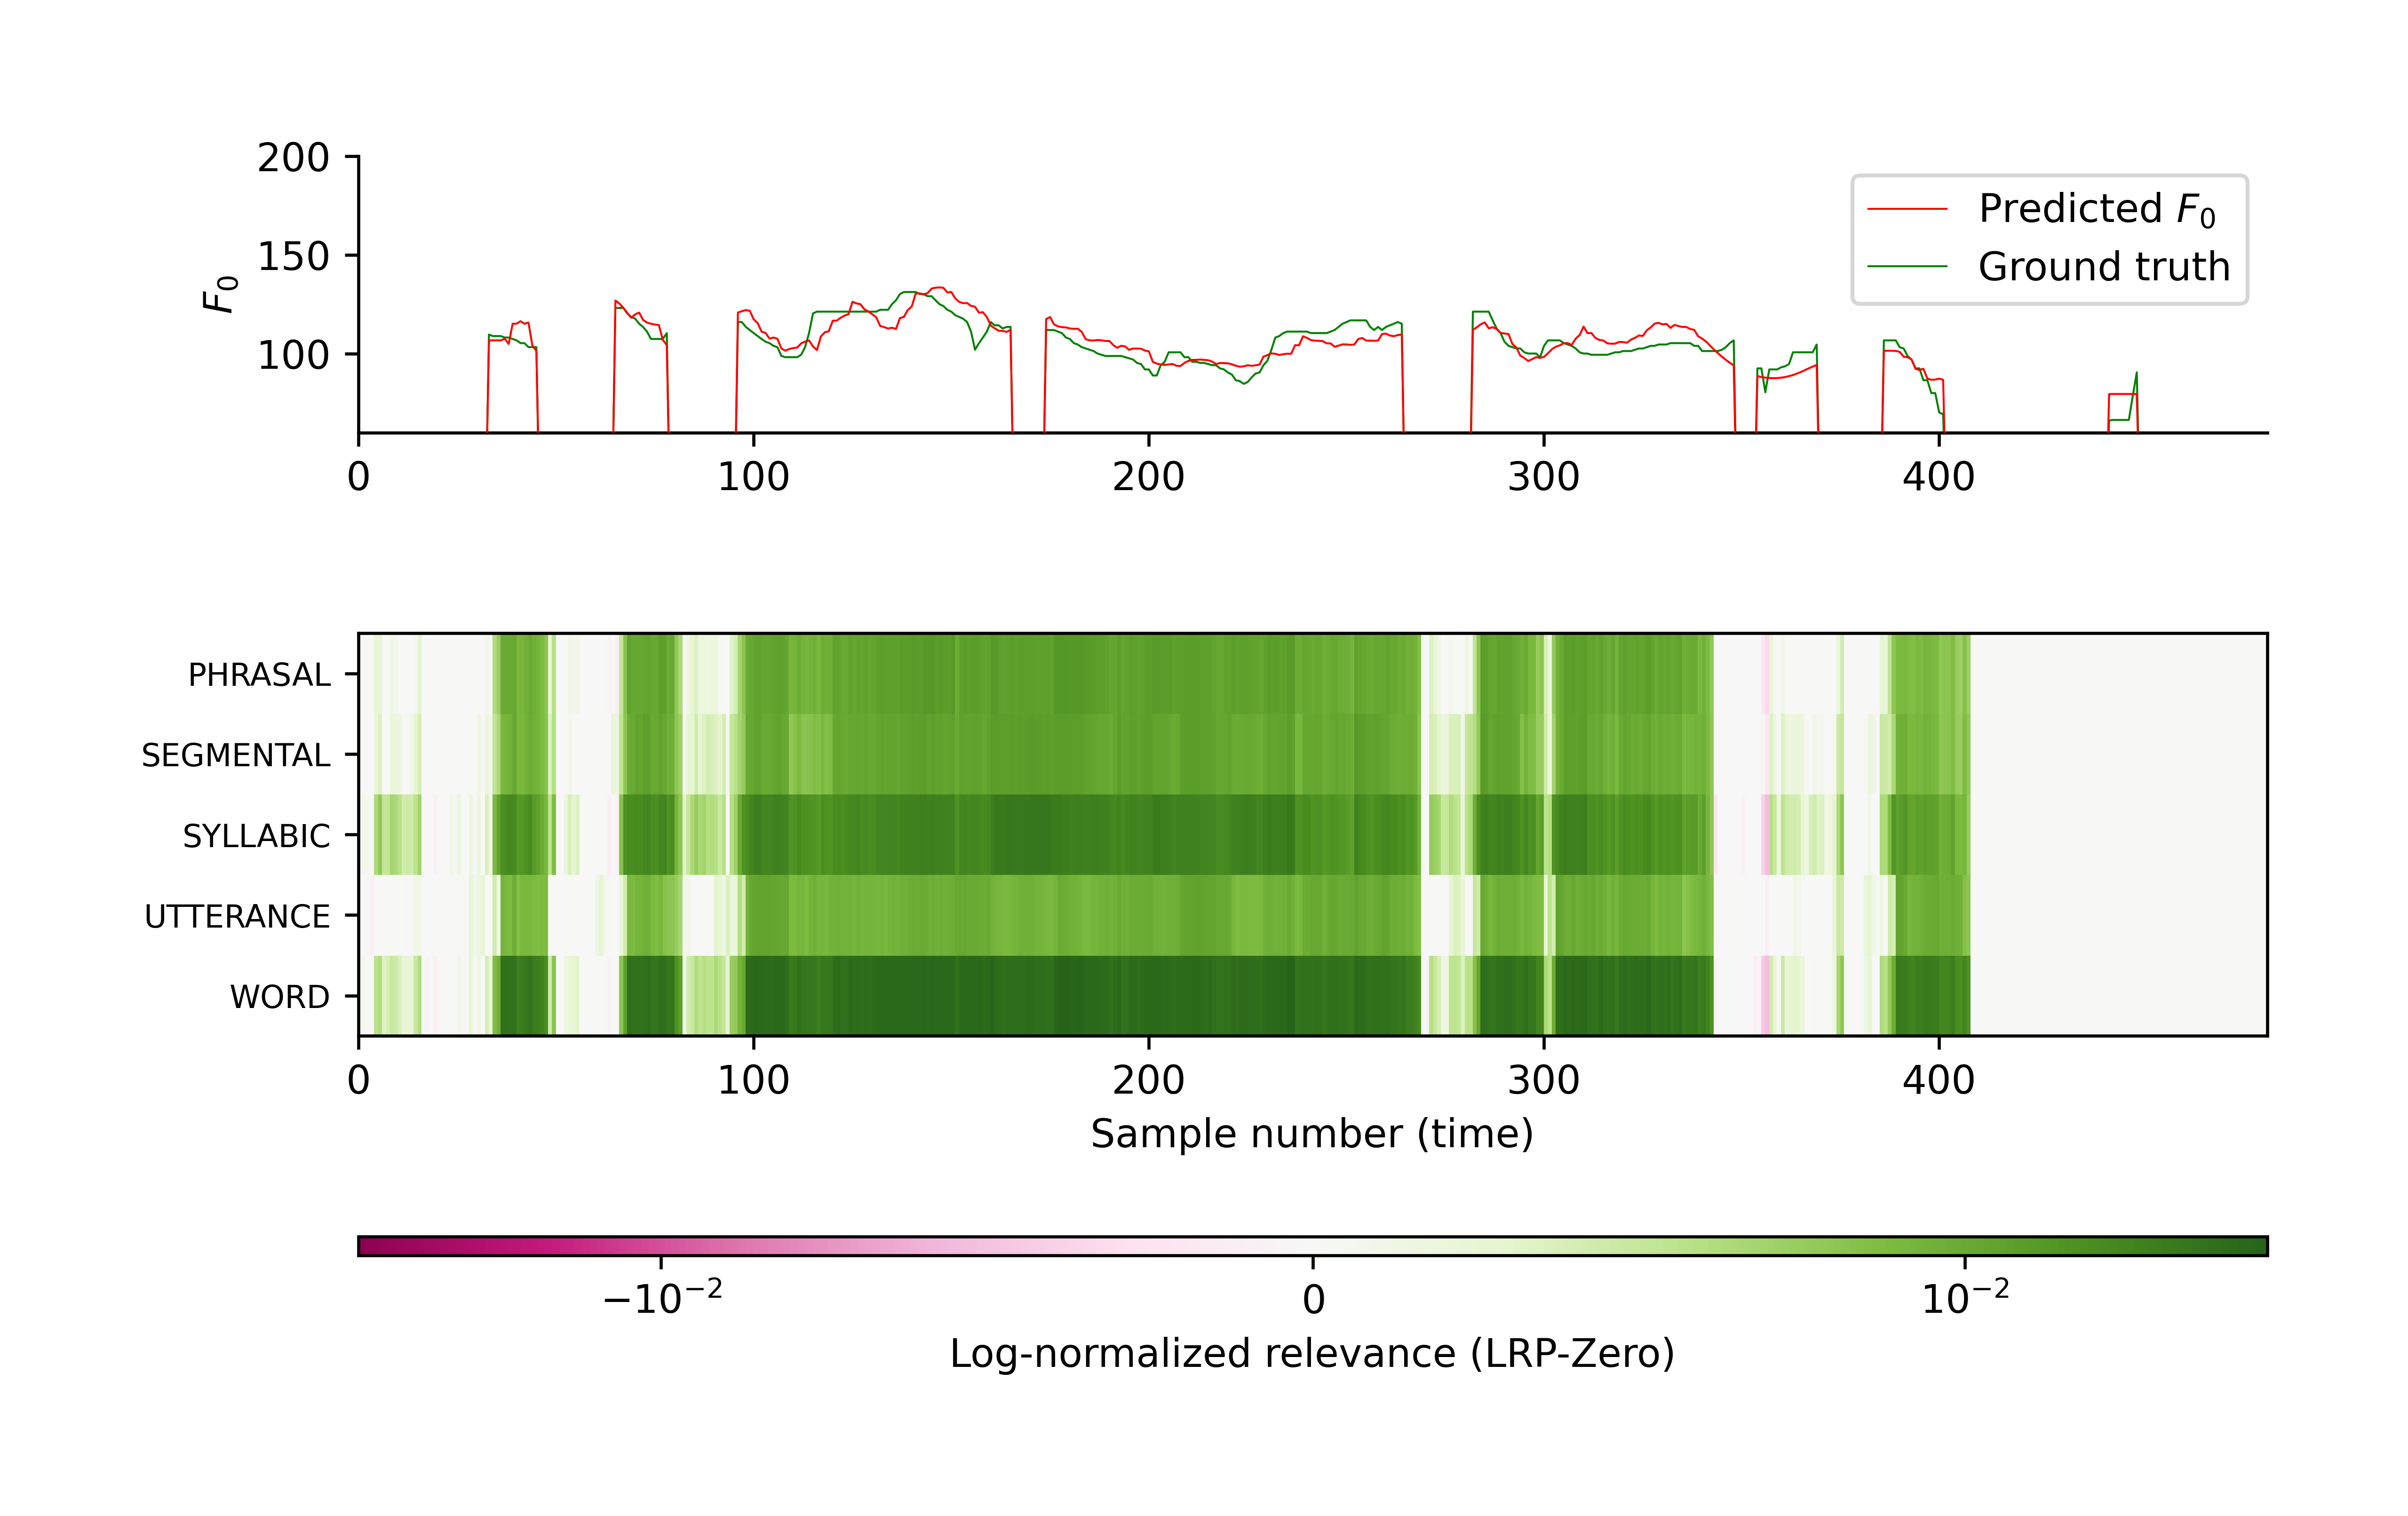 200
150
100
F0
Predicted F0
Ground truth
0 100 200 300 400
PHRASAL
SEGMENTAL
SYLLABIC
UTTERANCE
WORD
0 100 200 300 400
Sample number (time)
−10−2 0 10−2
Log-normalized relevance (LRP-Zero)